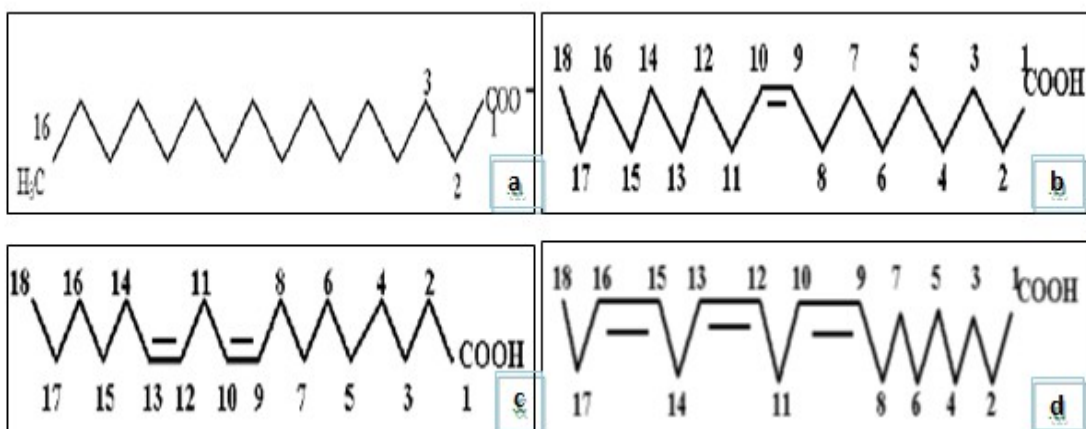 3
16
COO -
1
H₃C
2
a
18 16 14 12 10 9 7 5 3 1
COOH
17 15 13 11 8 6 4 2
b
18 16 14 11 8 6 4 2
COOH
17 15 13 12 10 9 7 5 3 1
c
18 16 15 13 12 10 9 7 5 3 1
COOH
17 14 11 8 6 4 2
d